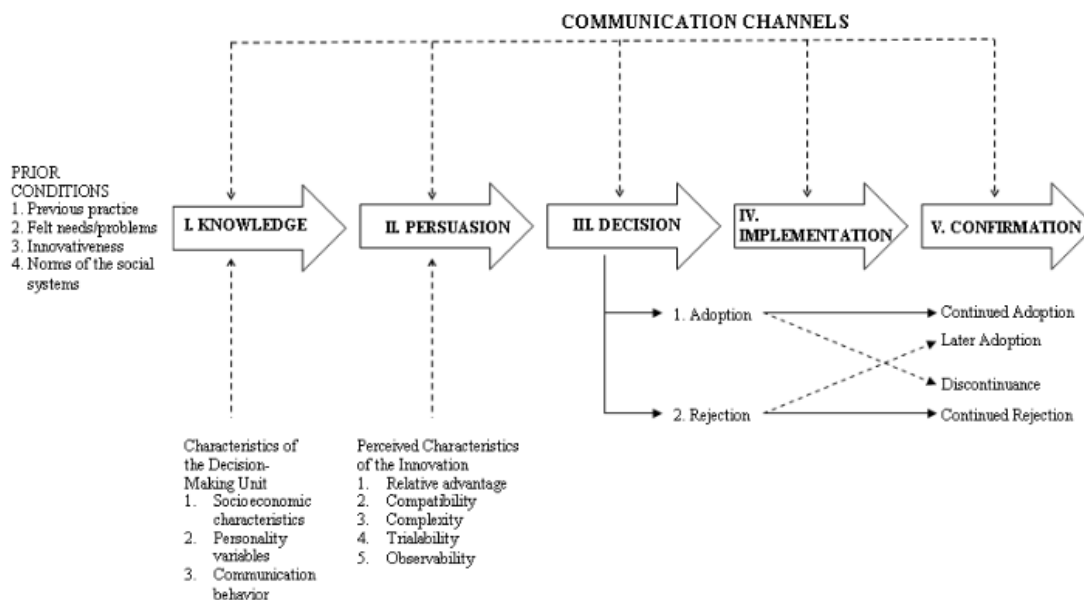 COMMUNICATION CHANNELS
PRIOR
CONDITIONS
1. Previous practice
2. Felt needs/problems
3. Innovativeness
4. Norms of the social
systems
I. KNOWLEDGE
II. PERSUASION
III. DECISION
IV.
IMPLEMENTATION
V. CONFIRMATION
1. Adoption
2. Rejection
Continued Adoption
Later Adoption
Discontinuance
Continued Rejection
Characteristics of
the Decision-
Making Unit
1. Socioeconomic
characteristics
2. Personality
variables
3. Communication
behavior
Perceived Characteristics
of the Innovation
1. Relative advantage
2. Compatibility
3. Complexity
4. Trialability
5. Observability